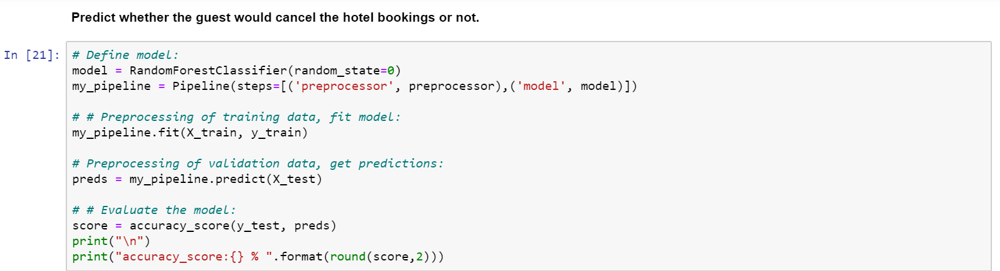 Predict whether the guest would cancel the hotel bookings or not.
In [21]: # Define model:
model = RandomForestClassifier(random_state=0)
my_pipeline = Pipeline(steps=[('preprocessor', preprocessor),('model', model)])
# # Preprocessing of training data, fit model:
my_pipeline.fit(X_train, y_train)
# Preprocessing of validation data, get predictions:
preds = my_pipeline.predict(X_test)
# # Evaluate the model:
score = accuracy_score(y_test, preds)
print("\n")
print("accuracy_score:{} % ".format(round(score,2)))